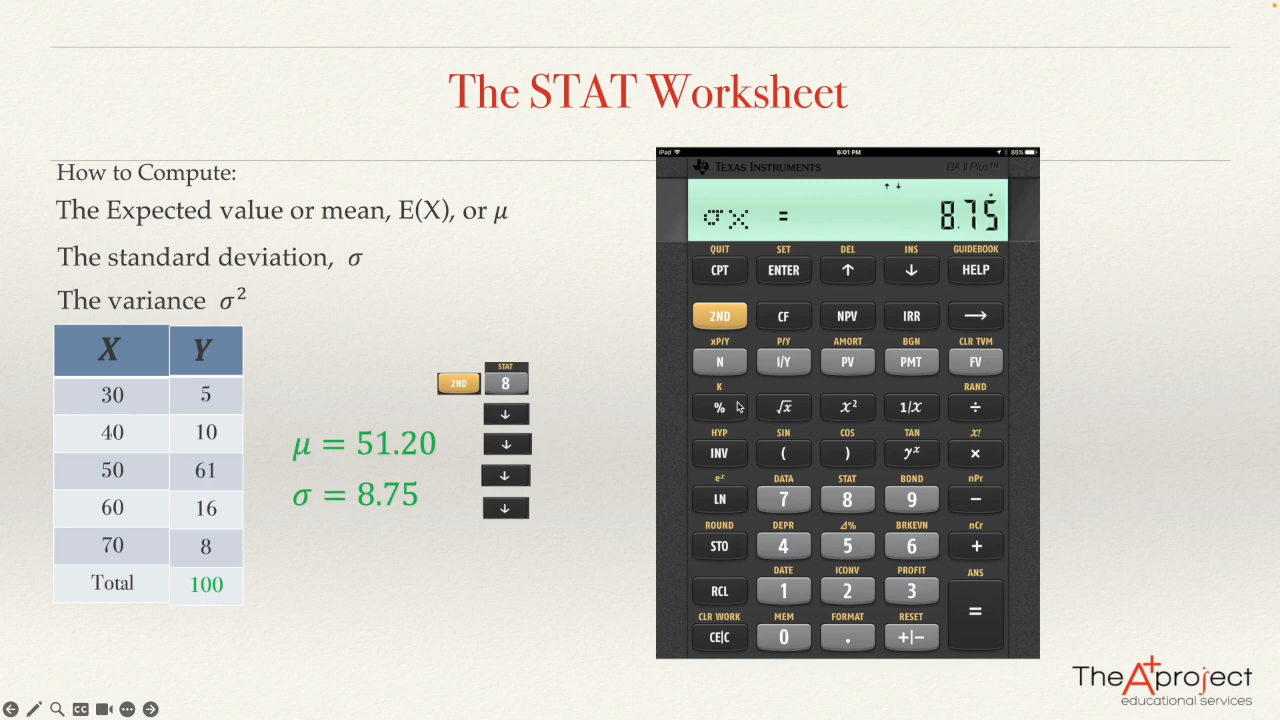 The STAT Worksheet
How to Compute:
The Expected value or mean, E(X), or μ
The standard deviation, σ
The variance σ²
X Y
30 5
40 10
50 61
60 16
70 8
Total 100
μ = 51.20
σ = 8.75
STAT
2ND 8
↓
↓
↓
↓
iPad 6:01 PM 86%
TEXAS INSTRUMENTS BA II Plus™
↑ ↓
σx = 8.75
QUIT SET DEL INS GUIDEBOOK
CPT ENTER ↑ ↓ HELP
2ND CF NPV IRR →
xP/Y P/Y AMORT BGN CLR TVM
N I/Y PV PMT FV
K RAND
% √x x² 1/x ÷
HYP SIN COS TAN x!
INV ( ) yˣ ×
eˣ DATA STAT BOND nPr
LN 7 8 9 −
ROUND DEPR Δ% BRKEVN nCr
STO 4 5 6 +
DATE ICONV PROFIT ANS
RCL 1 2 3 =
CLR WORK MEM FORMAT RESET
CE|C 0 . +|−
The A+ project
educational services
CC